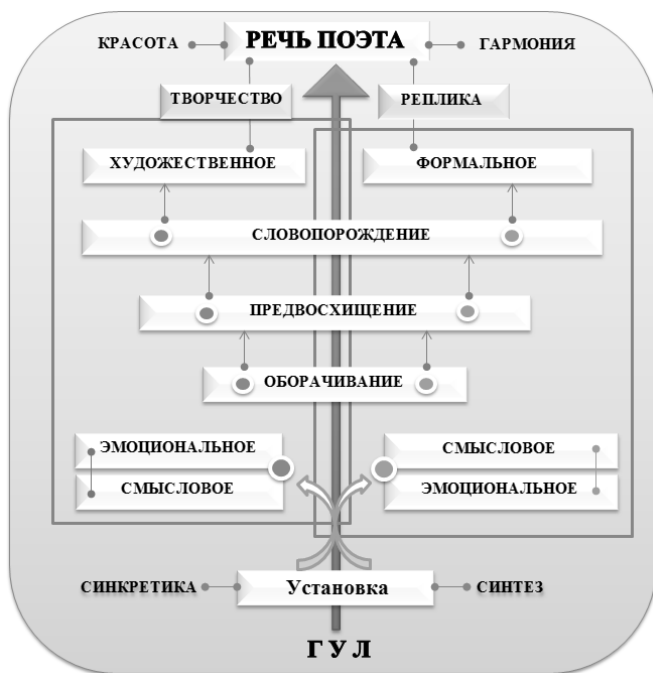 КРАСОТА
РЕЧЬ ПОЭТА
ГАРМОНИЯ
ТВОРЧЕСТВО
РЕПЛИКА
ХУДОЖЕСТВЕННОЕ
ФОРМАЛЬНОЕ
СЛОВОПОРОЖДЕНИЕ
ПРЕДВОСХИЩЕНИЕ
ОБОРАЧИВАНИЕ
ЭМОЦИОНАЛЬНОЕ
СМЫСЛОВОЕ
СМЫСЛОВОЕ
ЭМОЦИОНАЛЬНОЕ
СИНКРЕТИКА
Установка
СИНТЕЗ
ГУЛ